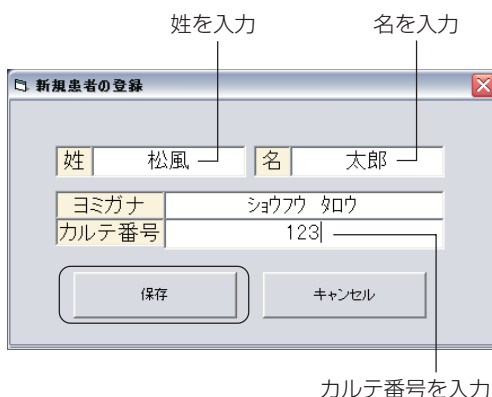 姓を入力 名を入力
新規患者の登録
姓 松風 名 太郎
ヨミガナ ショウフウ タロウ
カルテ番号 123
保存 キャンセル
カルテ番号を入力